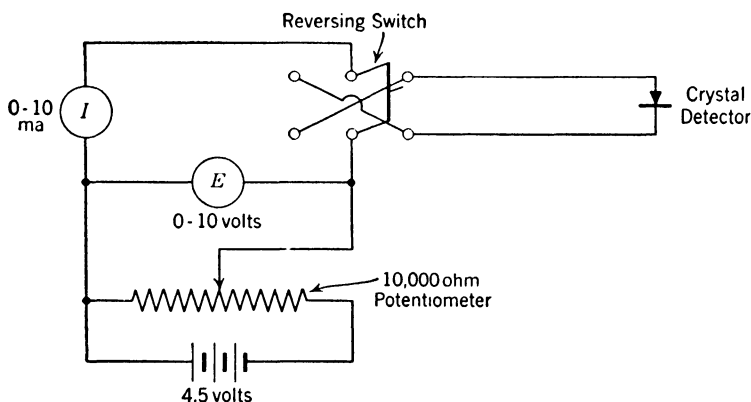 Reversing Switch
0-10
ma
I
Crystal
Detector
E
0-10 volts
10,000 ohm
Potentiometer
4.5 volts